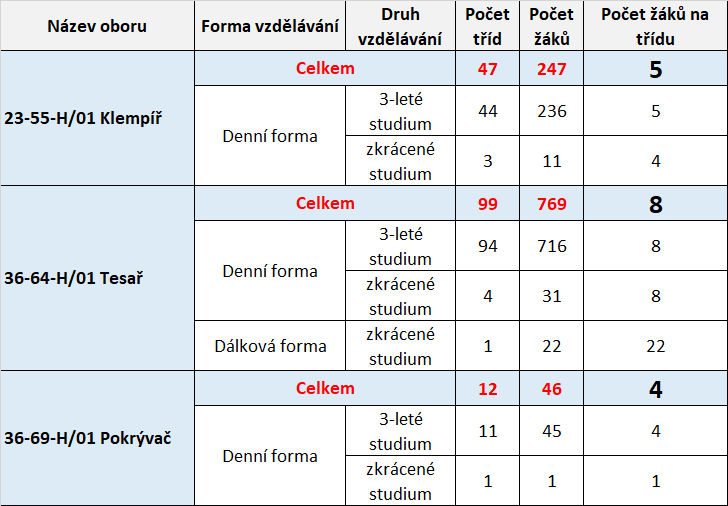 Název oboru Forma vzdělávání Druh vzdělávání Počet tříd Počet žáků Počet žáků na třídu
23-55-H/01 Klempíř
Celkem 47 247 5
Denní forma 3-leté studium 44 236 5
zkrácené studium 3 11 4
36-64-H/01 Tesař
Celkem 99 769 8
Denní forma 3-leté studium 94 716 8
zkrácené studium 4 31 8
Dálková forma zkrácené studium 1 22 22
36-69-H/01 Pokrývač
Celkem 12 46 4
Denní forma 3-leté studium 11 45 4
zkrácené studium 1 1 1